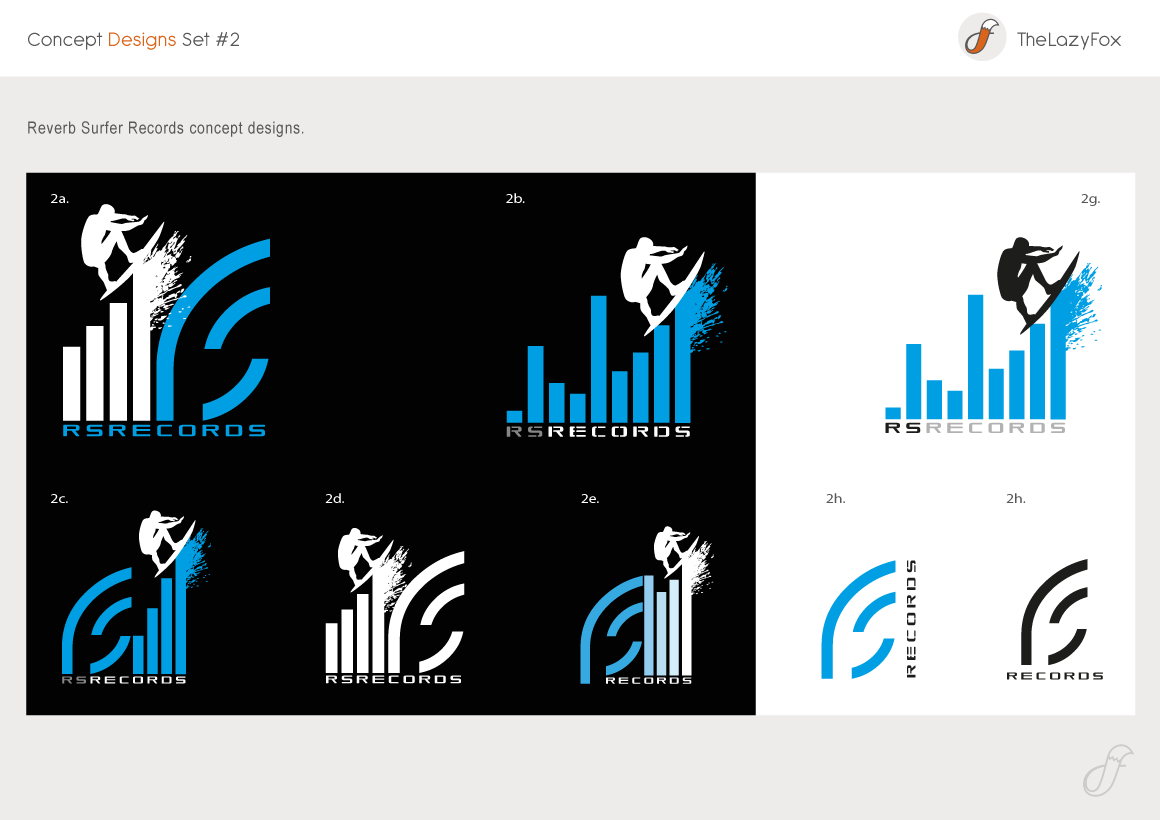 Concept Designs Set #2
TheLazyFox
Reverb Surfer Records concept designs.
2a.
2b.
2g.
RSRECORDS
RSRECORDS
RSRECORDS
2c.
2d.
2e.
2h.
2h.
RSRECORDS
RSRECORDS
RECORDS
RECORDS
RECORDS